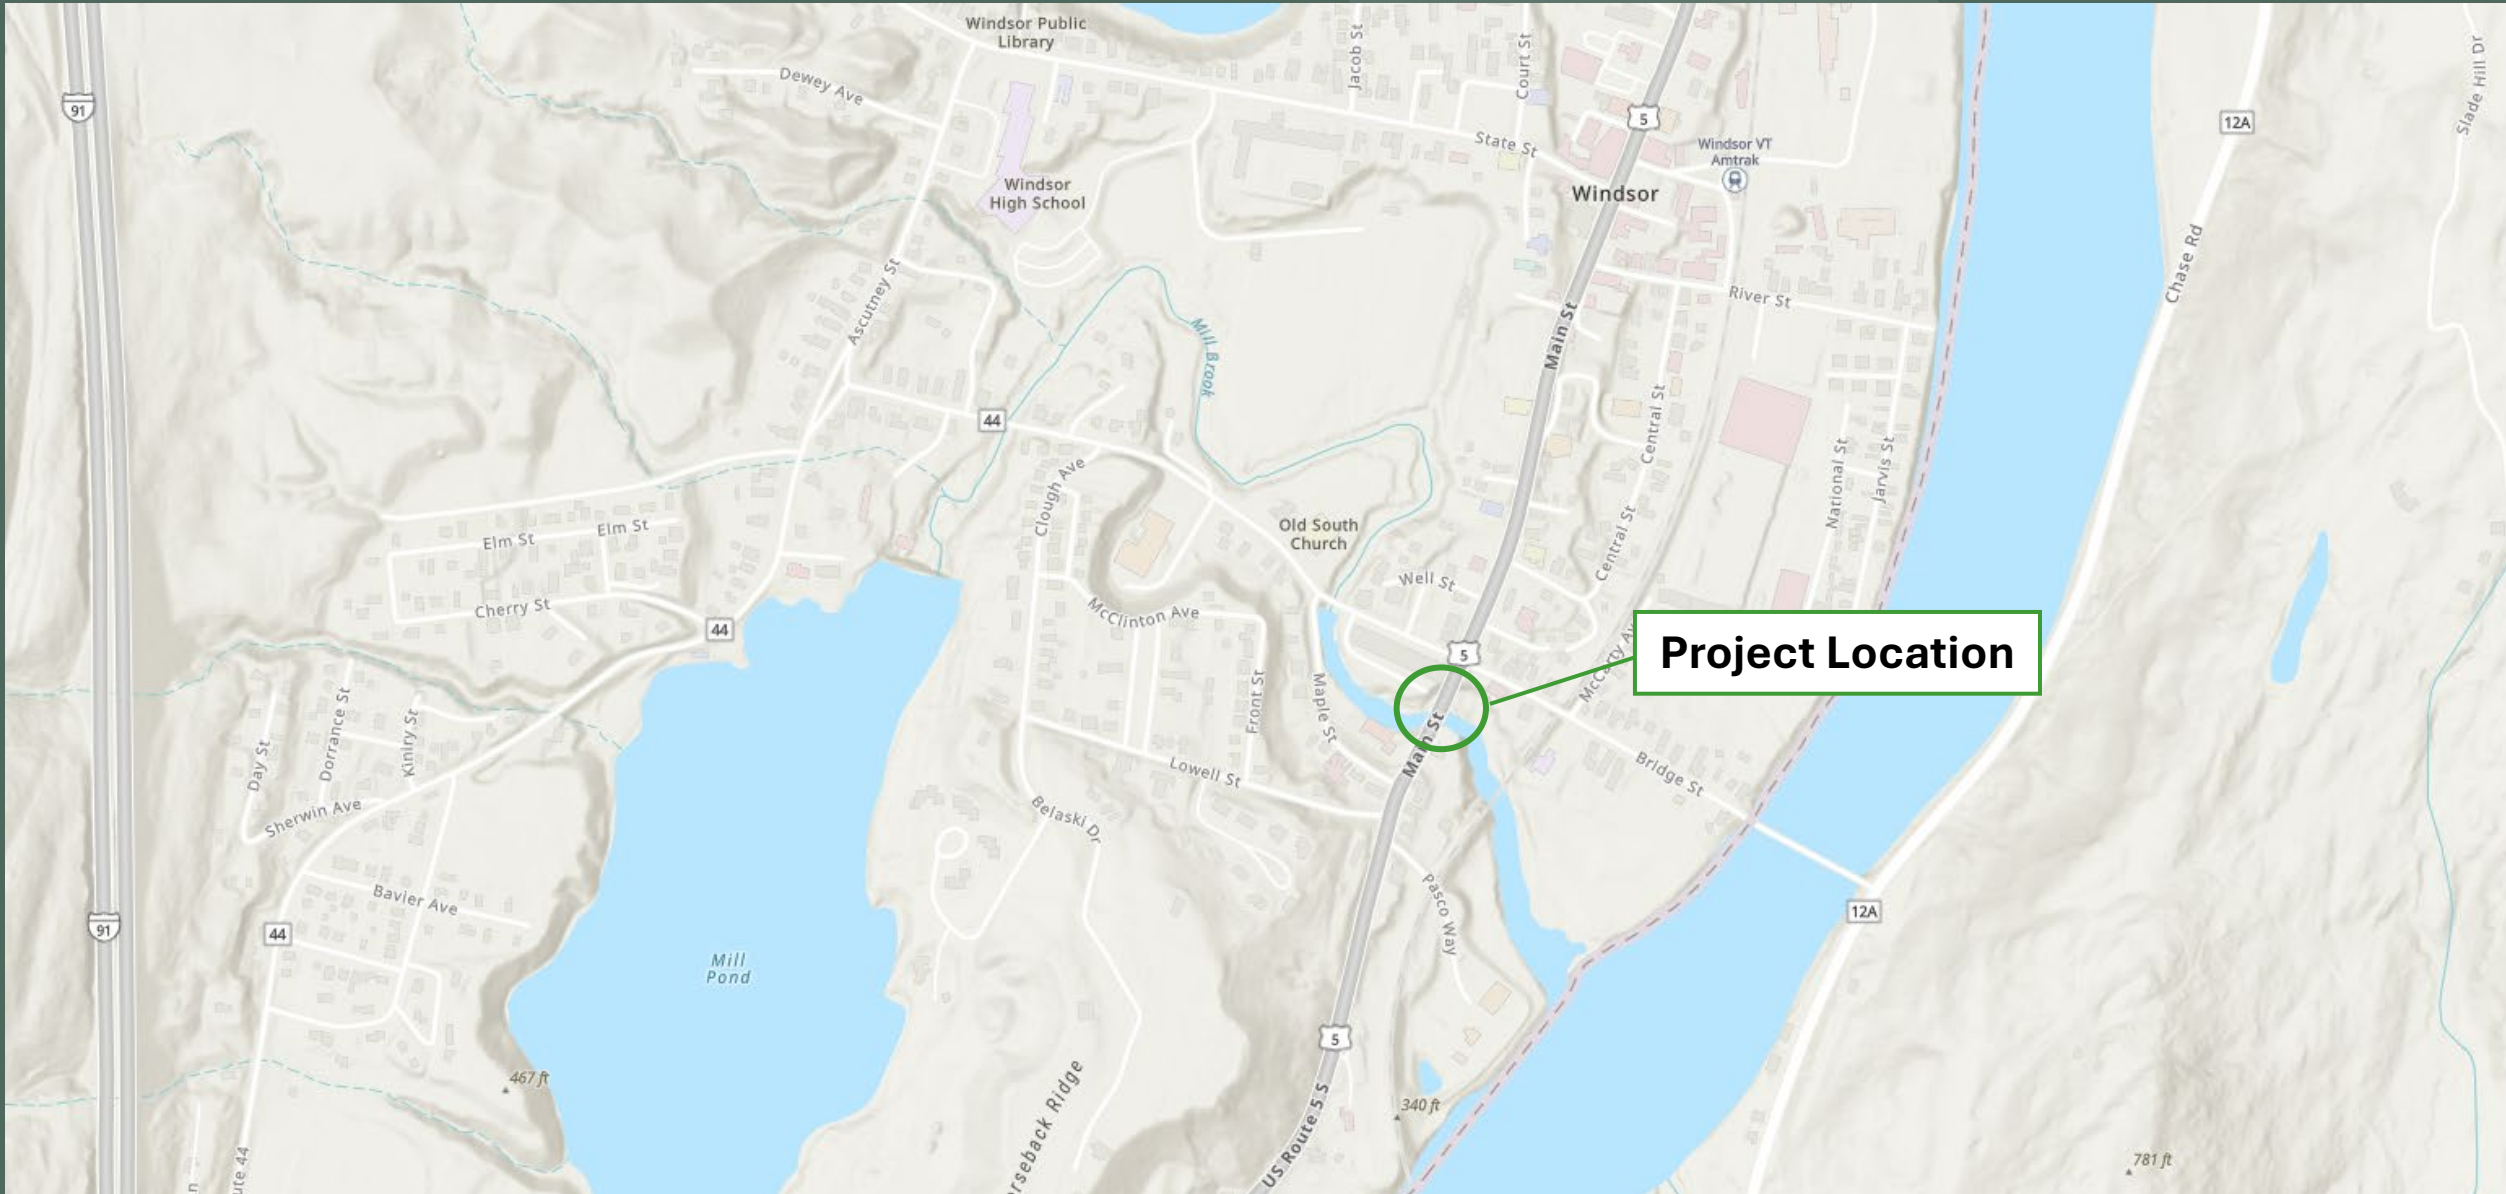 Windsor Public
Library
Jacob St
Court St
Slade Hill Dr
Dewey Ave
91
5
12A
State St
Windsor VT
Amtrak
Windsor
High School
Windsor
Chase Rd
Ascutney St
River St
Mill Brook
Main St
44
Central St
National St
Jarvis St
Clough Ave
Elm St
Elm St
Old South
Church
Central St
Well St
Cherry St
McClinton Ave
44
5
Project Location
Front St
Maple St
Main St
Day St
Dorrance St
Kiniry St
Bridge St
Lowell St
Sherwin Ave
Belaski Dr
Bavier Ave
Pasco Way
12A
91
44
Mill
Pond
5
467 ft
340 ft
US Route 5 S
781 ft